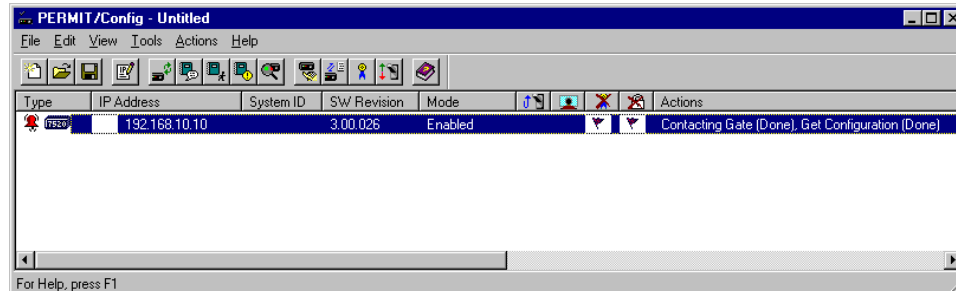 PERMIT/Config - Untitled
File Edit View Tools Actions Help
Type IP Address System ID SW Revision Mode Actions
7520 192.168.10.10 3.00.026 Enabled Contacting Gate (Done), Get Configuration (Done)
For Help, press F1